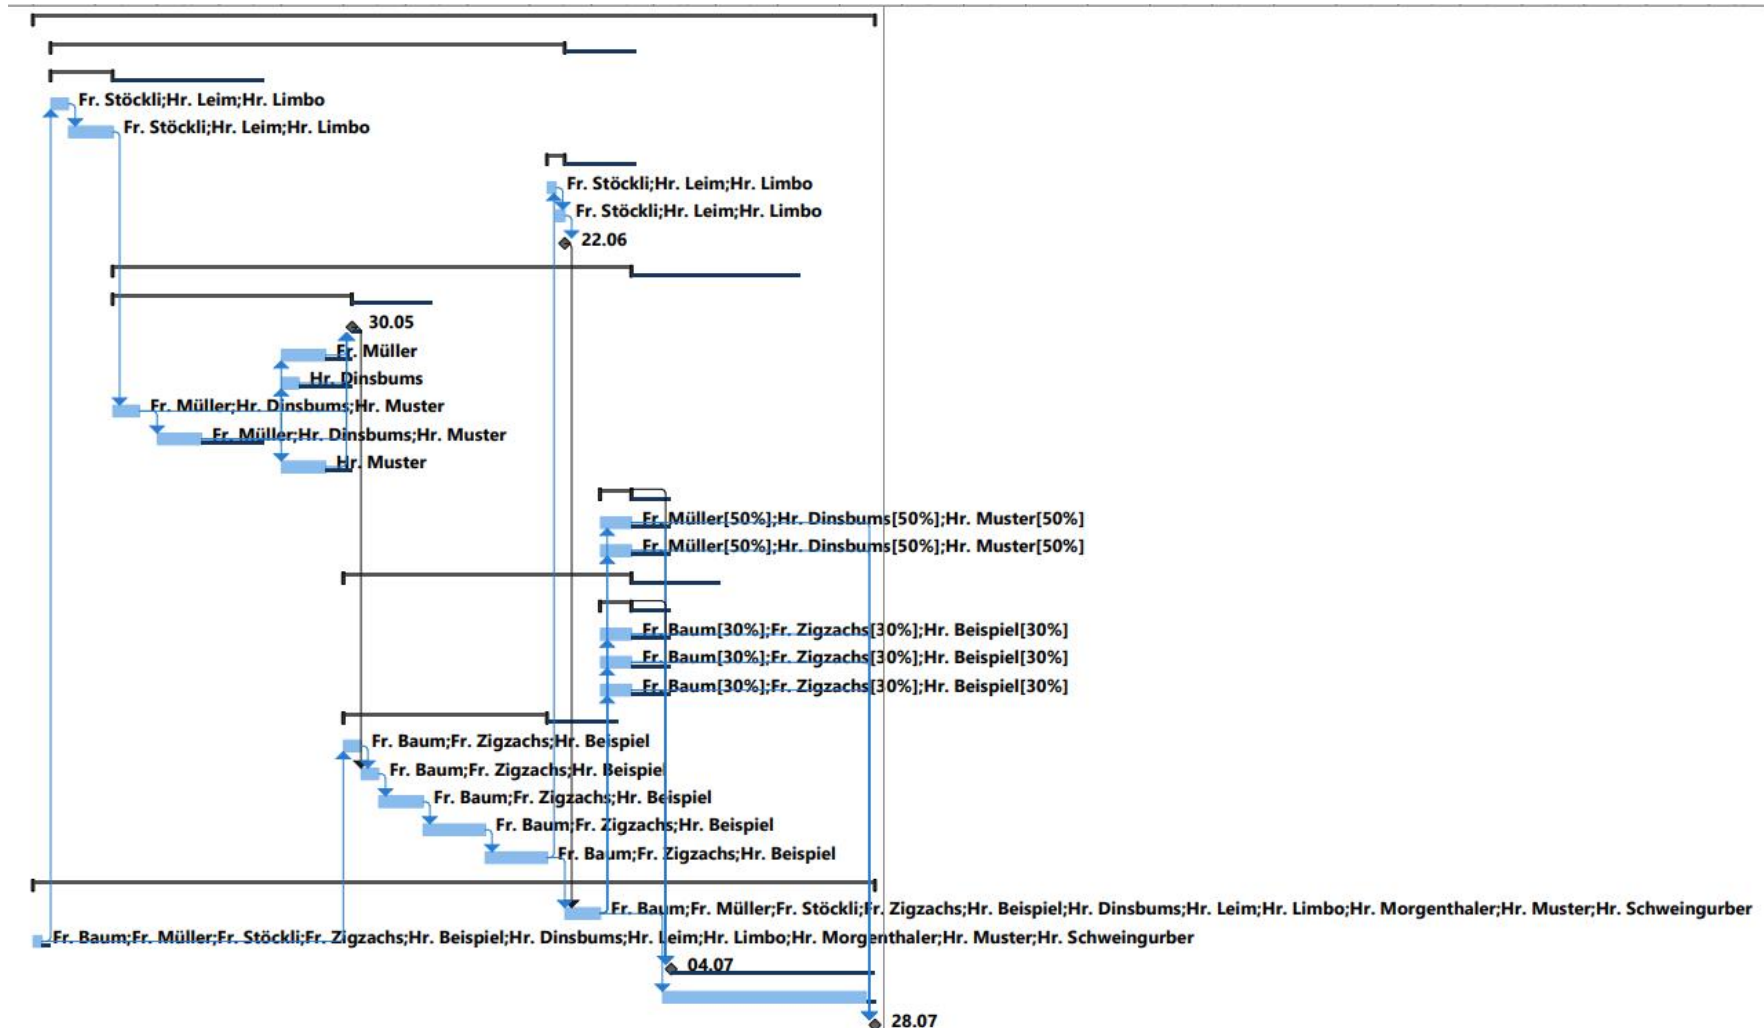 Fr. Stöckli;Hr. Leim;Hr. Limbo
Fr. Stöckli;Hr. Leim;Hr. Limbo
Fr. Stöckli;Hr. Leim;Hr. Limbo
Fr. Stöckli;Hr. Leim;Hr. Limbo
22.06
30.05
Fr. Müller
Hr. Dinsbums
Fr. Müller;Hr. Dinsbums;Hr. Muster
Fr. Müller;Hr. Dinsbums;Hr. Muster
Hr. Muster
Fr. Müller[50%];Hr. Dinsbums[50%];Hr. Muster[50%]
Fr. Müller[50%];Hr. Dinsbums[50%];Hr. Muster[50%]
Fr. Baum[30%];Fr. Zigzachs[30%];Hr. Beispiel[30%]
Fr. Baum[30%];Fr. Zigzachs[30%];Hr. Beispiel[30%]
Fr. Baum[30%];Fr. Zigzachs[30%];Hr. Beispiel[30%]
Fr. Baum;Fr. Zigzachs;Hr. Beispiel
Fr. Baum;Fr. Zigzachs;Hr. Beispiel
Fr. Baum;Fr. Zigzachs;Hr. Beispiel
Fr. Baum;Fr. Zigzachs;Hr. Beispiel
Fr. Baum;Fr. Zigzachs;Hr. Beispiel
Fr. Baum;Fr. Müller;Fr. Stöckli;Fr. Zigzachs;Hr. Beispiel;Hr. Dinsbums;Hr. Leim;Hr. Limbo;Hr. Morgenthaler;Hr. Muster;Hr. Schweingurber
Fr. Baum;Fr. Müller;Fr. Stöckli;Fr. Zigzachs;Hr. Beispiel;Hr. Dinsbums;Hr. Leim;Hr. Limbo;Hr. Morgenthaler;Hr. Muster;Hr. Schweingurber
04.07
28.07